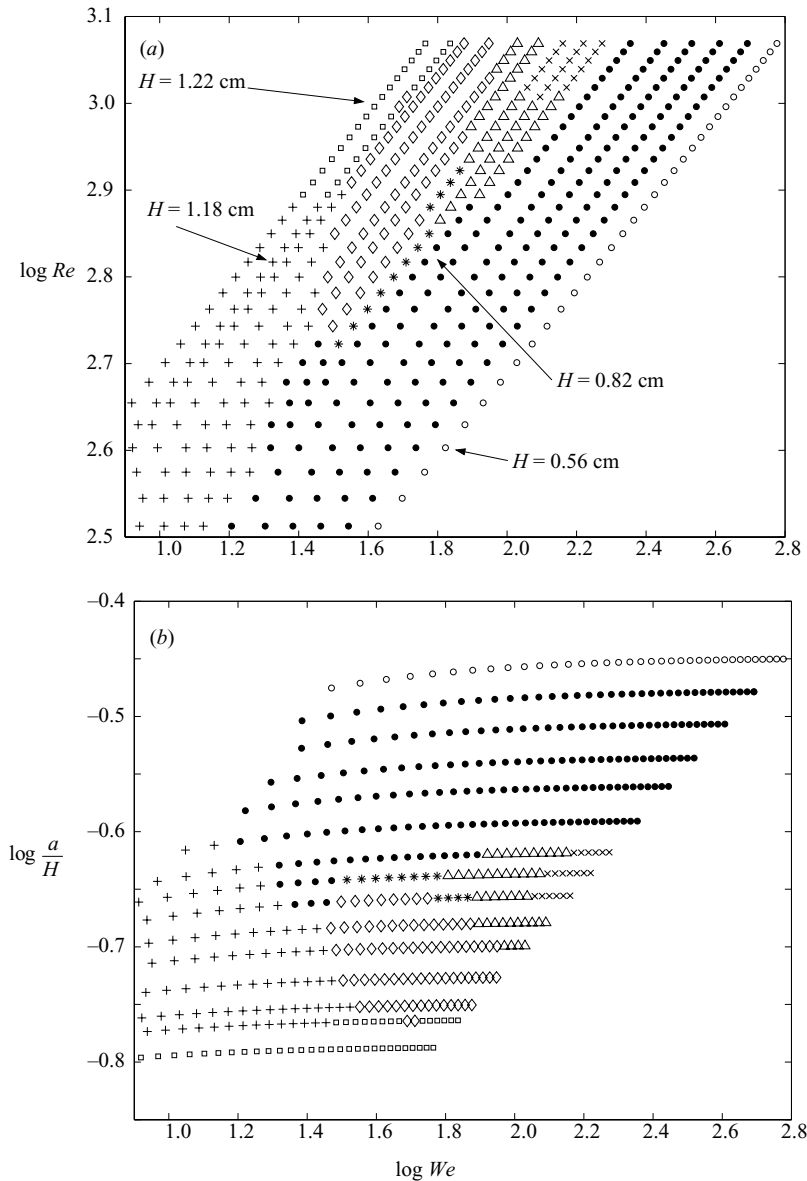 3.1
(a)
H = 1.22 cm
3.0
2.9
H = 1.18 cm
log Re
2.8
2.7
H = 0.82 cm
2.6
H = 0.56 cm
2.5
1.0 1.2 1.4 1.6 1.8 2.0 2.2 2.4 2.6 2.8
–0.4
(b)
–0.5
–0.6
log a/H
–0.7
–0.8
1.0 1.2 1.4 1.6 1.8 2.0 2.2 2.4 2.6 2.8
log We